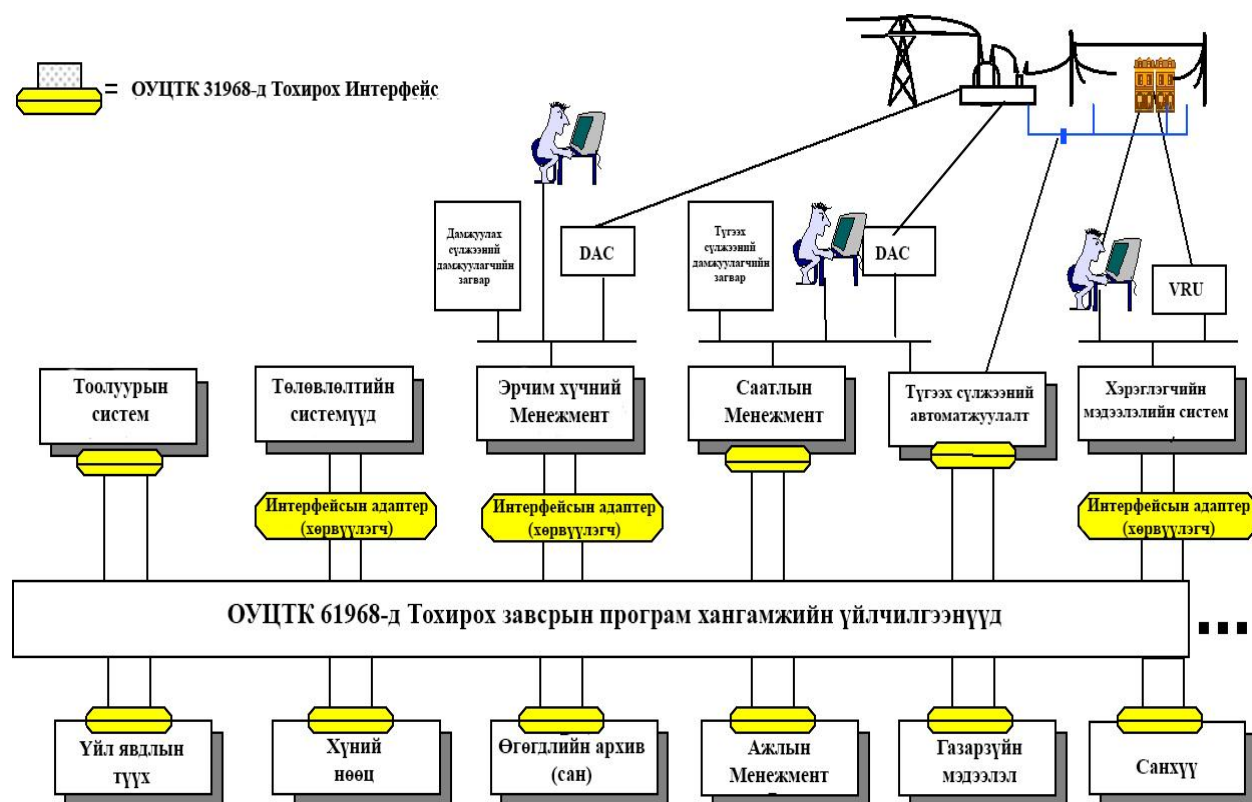 = ОУЦТК 31968-д Тохирох Интерфейс
Дамжуулах
сүлжээний
дамжуулагчийн
загвар
DAC
Түгээх
сүлжээний
дамжуулагчийн
загвар
DAC
VRU
Тоолуурын
систем
Төлөвлөлтийн
системүүд
Эрчим хүчний
Менежмент
Саатлын
Менежмент
Түгээх сүлжээний
автоматжуулалт
Хэрэглэгчийн
мэдээлэлийн систем
Интерфейсын адаптер
(хөрвүүлэгч)
Интерфейсын адаптер
(хөрвүүлэгч)
Интерфейсын адаптер
(хөрвүүлэгч)
ОУЦТК 61968-д Тохирох завсрын програм хангамжийн үйлчилгээнүүд
Үйл явдлын
түүх
Хүний
нөөц
Өгөгдлийн архив
(сан)
Ажлын
Менежмент
Газарзүйн
мэдээлэл
Санхүү